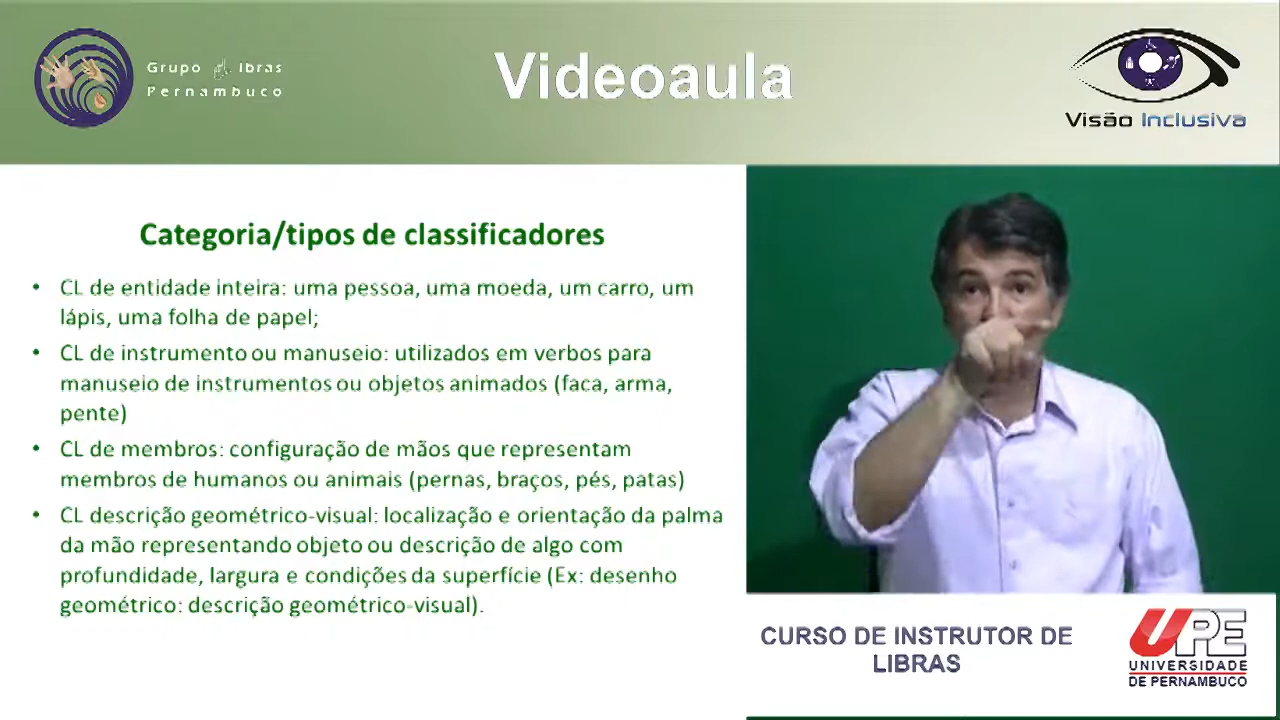 Grupo Libras
Pernambuco
Videoaula
Visão Inclusiva
Categoria/tipos de classificadores
• CL de entidade inteira: uma pessoa, uma moeda, um carro, um
lápis, uma folha de papel;
• CL de instrumento ou manuseio: utilizados em verbos para
manuseio de instrumentos ou objetos animados (faca, arma,
pente)
• CL de membros: configuração de mãos que representam
membros de humanos ou animais (pernas, braços, pés, patas)
• CL descrição geométrico-visual: localização e orientação da palma
da mão representando objeto ou descrição de algo com
profundidade, largura e condições da superfície (Ex: desenho
geométrico: descrição geométrico-visual).
CURSO DE INSTRUTOR DE
LIBRAS
UPE
UNIVERSIDADE
DE PERNAMBUCO